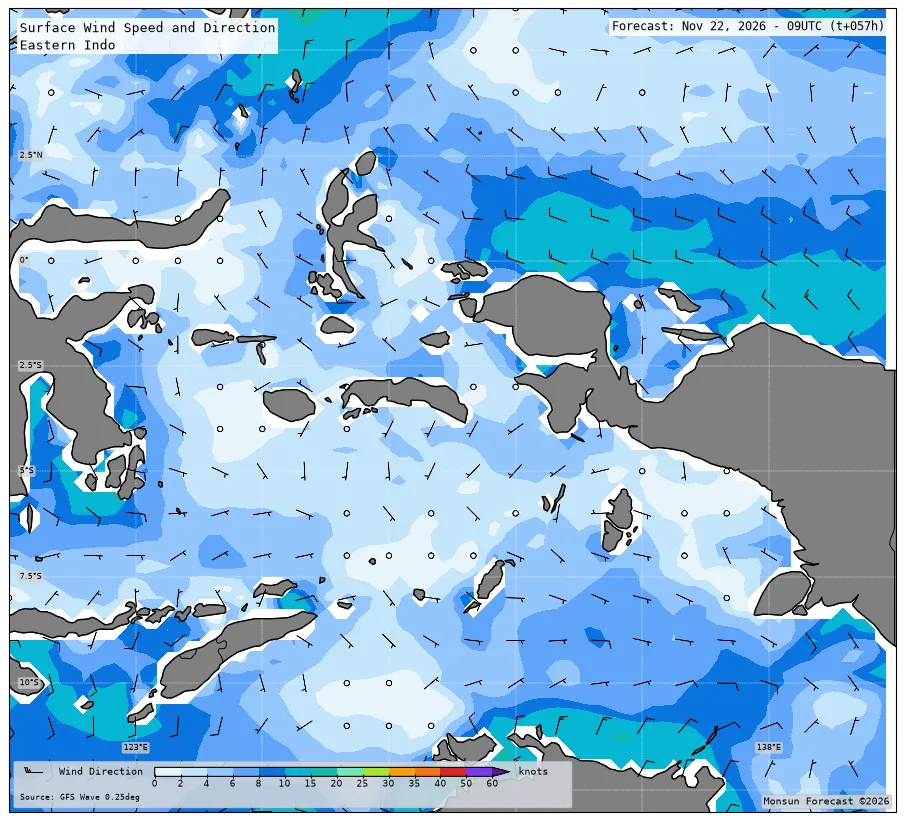 Surface Wind Speed and Direction
Eastern Indo
Forecast: Nov 22, 2026 - 09UTC (t+057h)
2.5°N
0°
2.5°S
5°S
7.5°S
10°S
123°E
138°E
Wind Direction
0 2 4 6 8 10 15 20 25 30 35 40 50 60
knots
Source: GFS Wave 0.25deg
Monsun Forecast ©2026